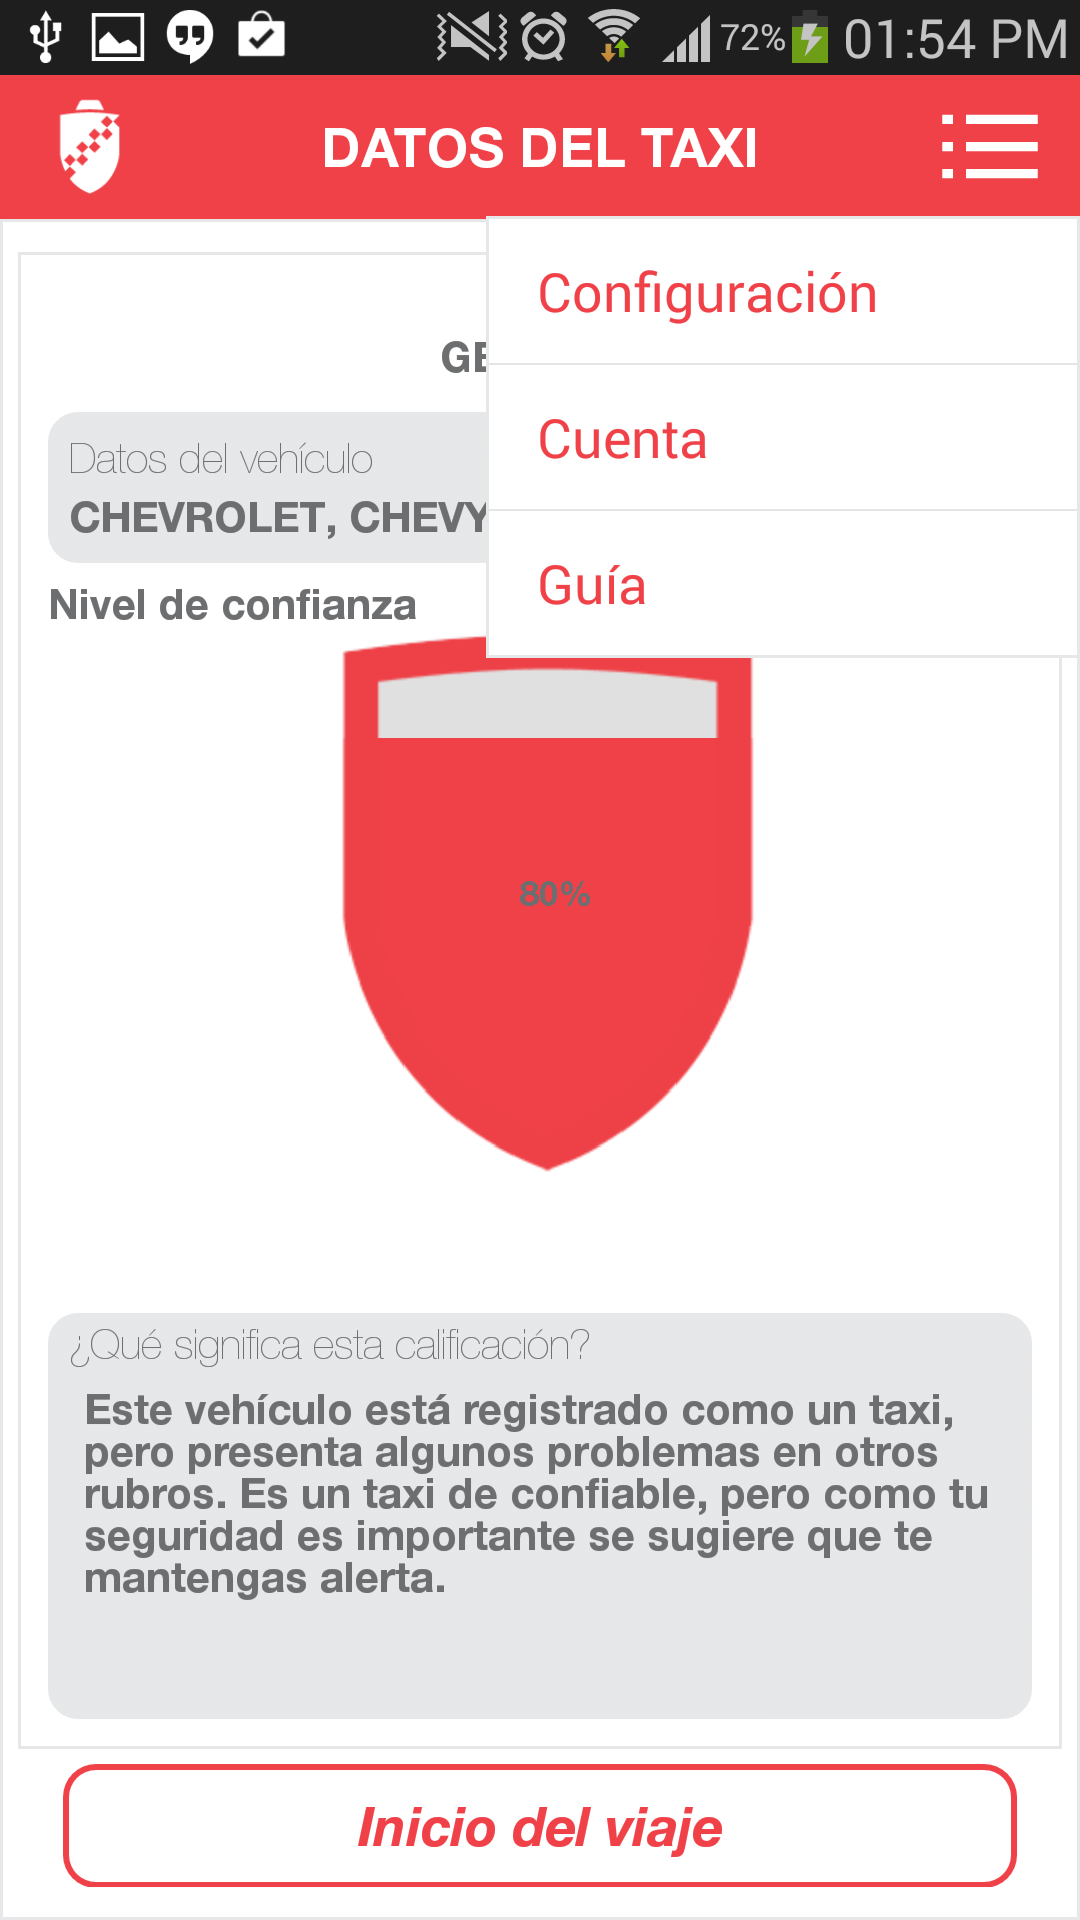 72% 01:54 PM
DATOS DEL TAXI
Configuración
Cuenta
Guía
Datos del vehículo
CHEVROLET, CHEVY
Nivel de confianza
80%
¿Qué significa esta calificación?
Este vehículo está registrado como un taxi,
pero presenta algunos problemas en otros
rubros. Es un taxi de confiable, pero como tu
seguridad es importante se sugiere que te
mantengas alerta.
Inicio del viaje